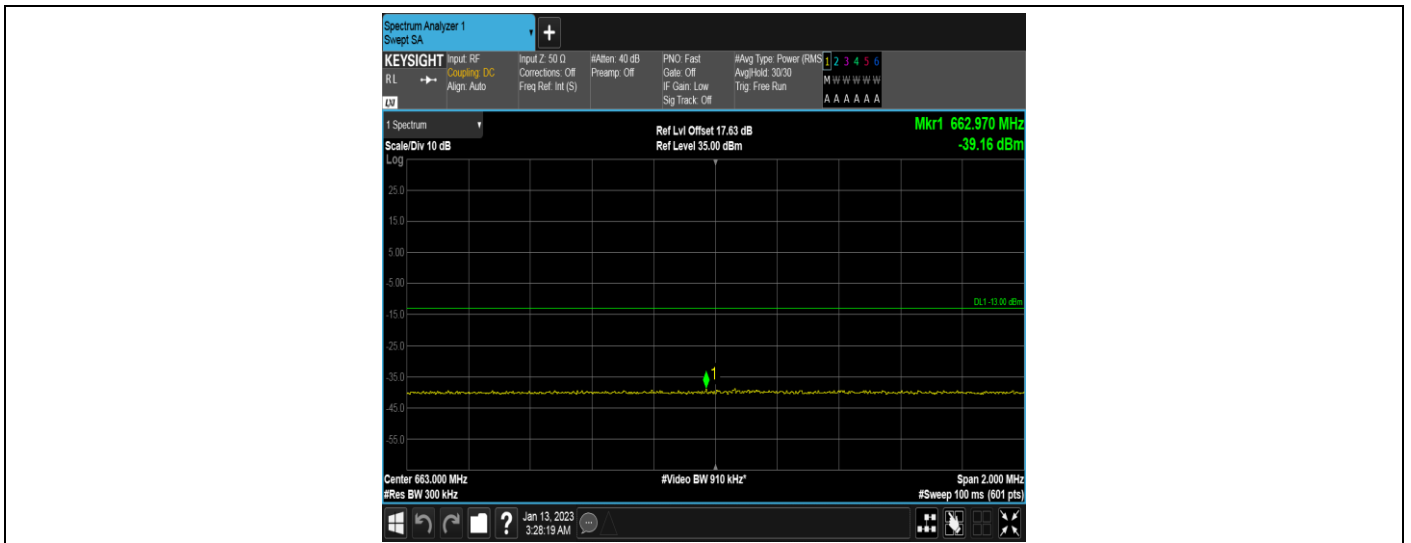 Spectrum Analyzer 1
Swept SA
+
KEYSIGHT Input: RF Input Z: 50 Ω #Atten: 40 dB PNO: Fast #Avg Type: Power (RMS 1 2 3 4 5 6
RL Coupling: DC Corrections: Off Preamp: Off Gate: Off Avg|Hold: 30/30 M W W W W W
Align: Auto Freq Ref: Int (S) IF Gain: Low Trig: Free Run
LXI Sig Track: Off A A A A A A
1 Spectrum Ref Lvl Offset 17.63 dB Mkr1 662.970 MHz
Scale/Div 10 dB Ref Level 35.00 dBm -39.16 dBm
Log
25.0
15.0
5.00
-5.00
DL1 -13.00 dBm
-15.0
-25.0
-35.0
1
-45.0
-55.0
Center 663.000 MHz #Video BW 910 kHz* Span 2.000 MHz
#Res BW 300 kHz #Sweep 100 ms (601 pts)
? Jan 13, 2023
3:28:19 AM